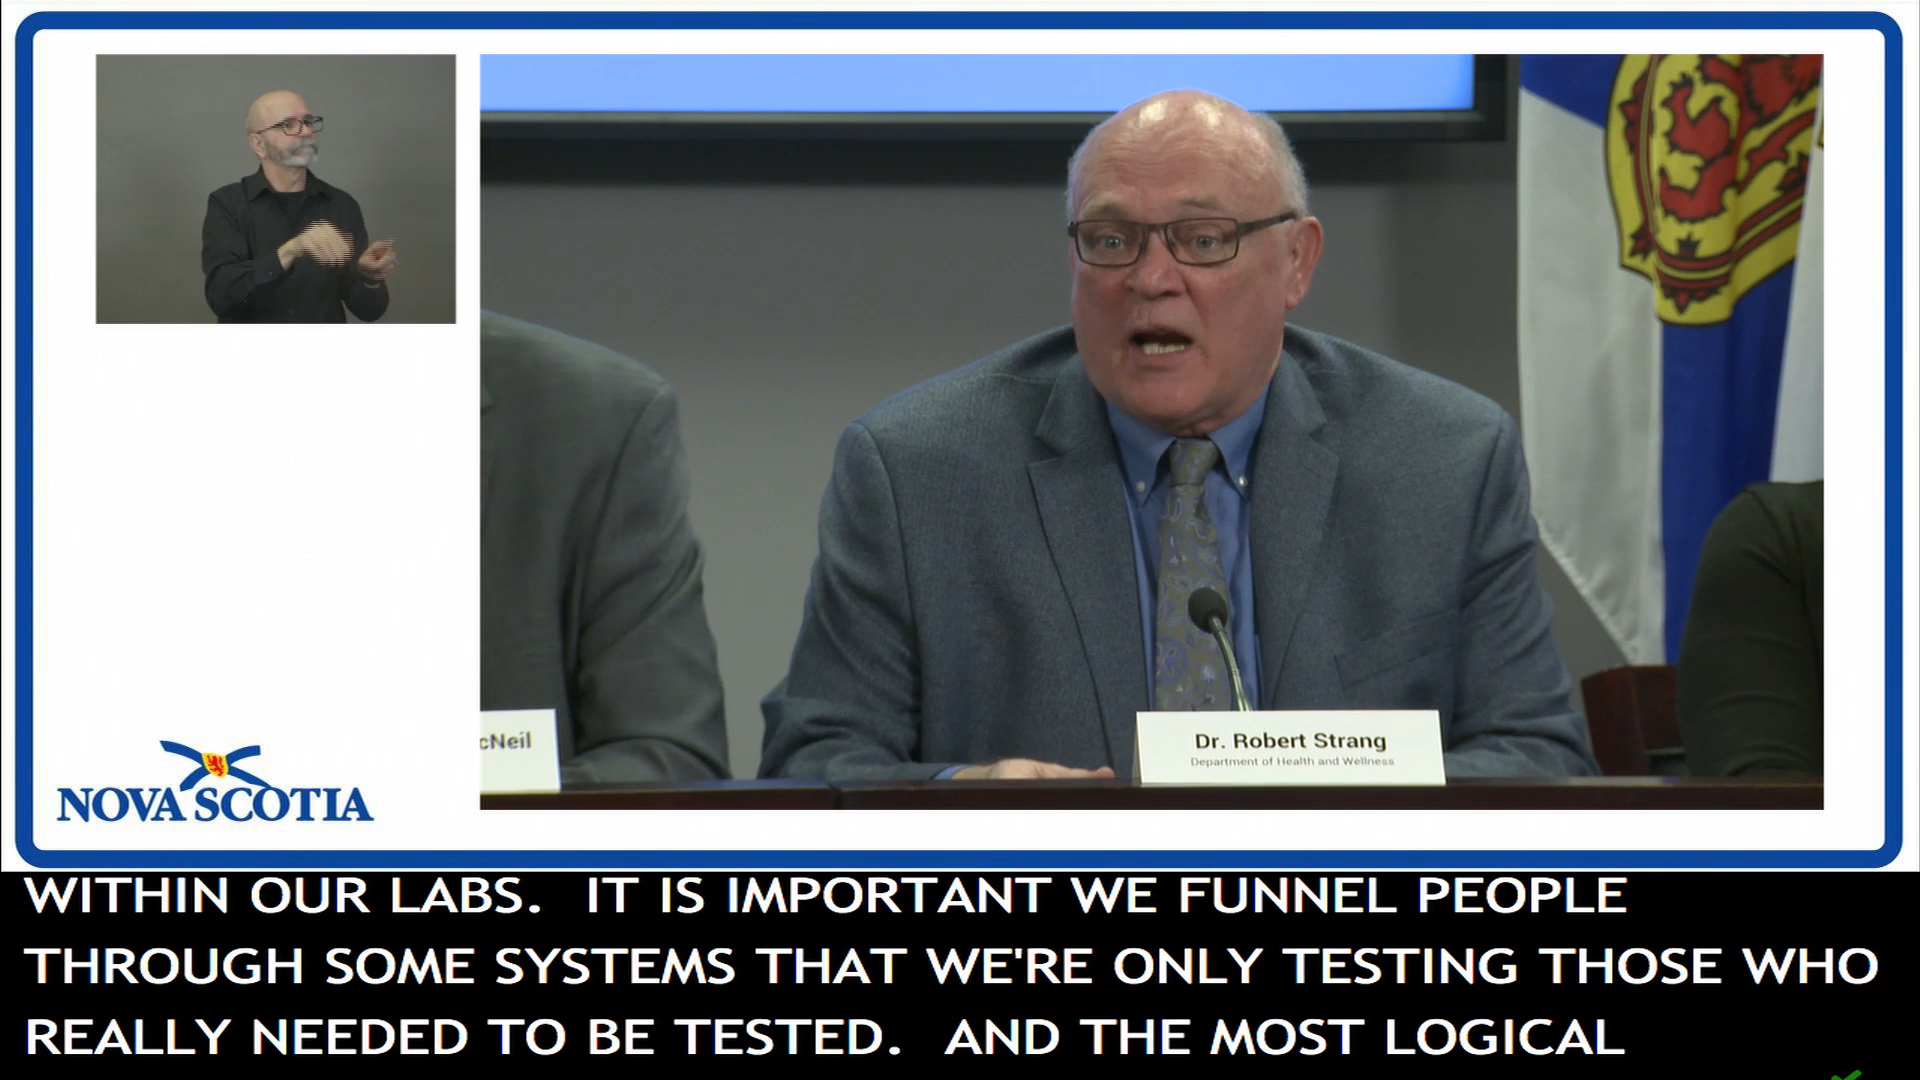 cNeil
Dr. Robert Strang
Department of Health and Wellness
NOVA SCOTIA
WITHIN OUR LABS.  IT IS IMPORTANT WE FUNNEL PEOPLE
THROUGH SOME SYSTEMS THAT WE'RE ONLY TESTING THOSE WHO
REALLY NEEDED TO BE TESTED.  AND THE MOST LOGICAL